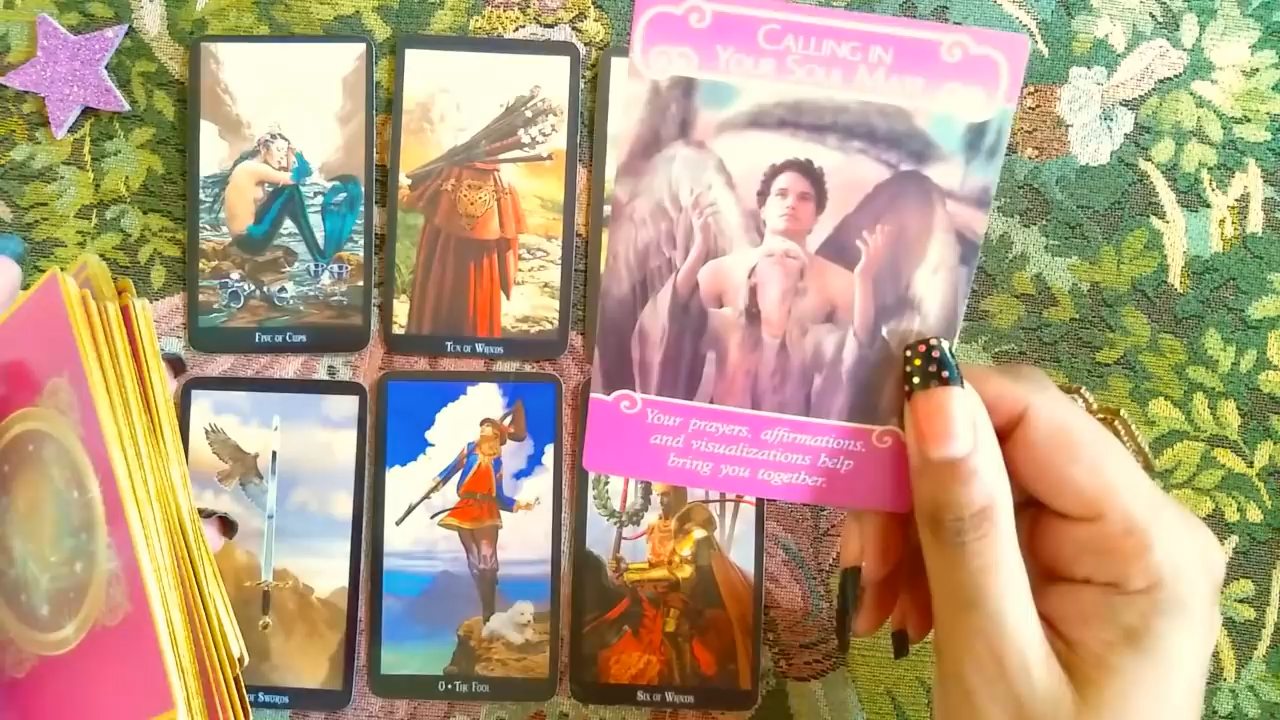 CALLING IN
YOUR SOUL MATE
FIVE OF CUPS
TEN OF WANDS
Your prayers, affirmations,
and visualizations help
bring you together.
OF SWORDS
0 • THE FOOL
SIX OF WANDS